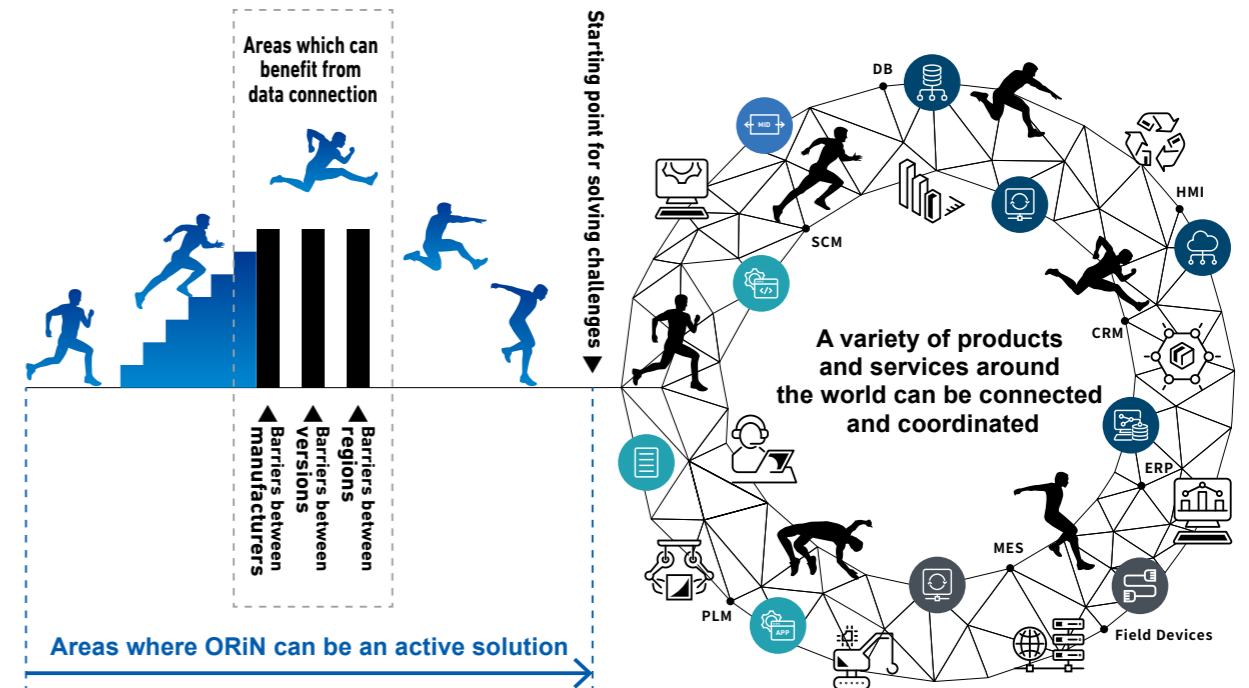 Areas which can
benefit from
data connection
Starting point for solving challenges▼
▲Barriers between
manufacturers
▲Barriers between
versions
▲Barriers between
regions
Areas where ORiN can be an active solution
DB
MID
SCM
HMI
</>
CRM
A variety of products
and services around
the world can be connected
and coordinated
ERP
MES
PLM
APP
Field Devices